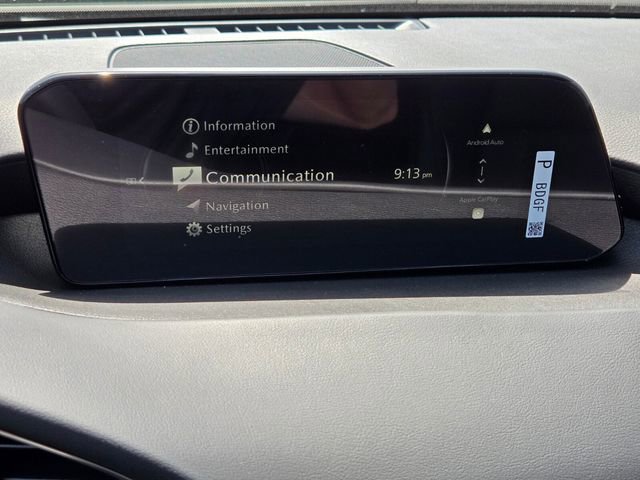 Information
Entertainment
Communication
9:13 pm
Navigation
Settings
Android Auto
Apple CarPlay
P BDGF